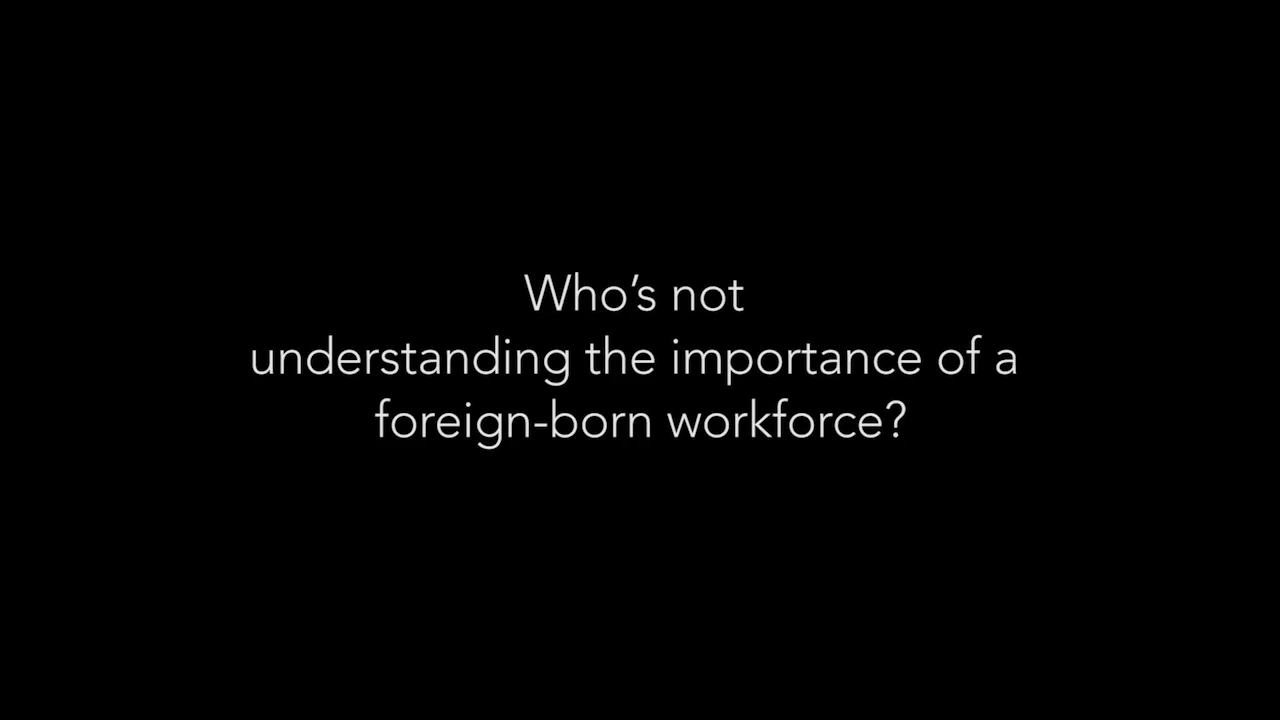 Who’s not
understanding the importance of a
foreign-born workforce?